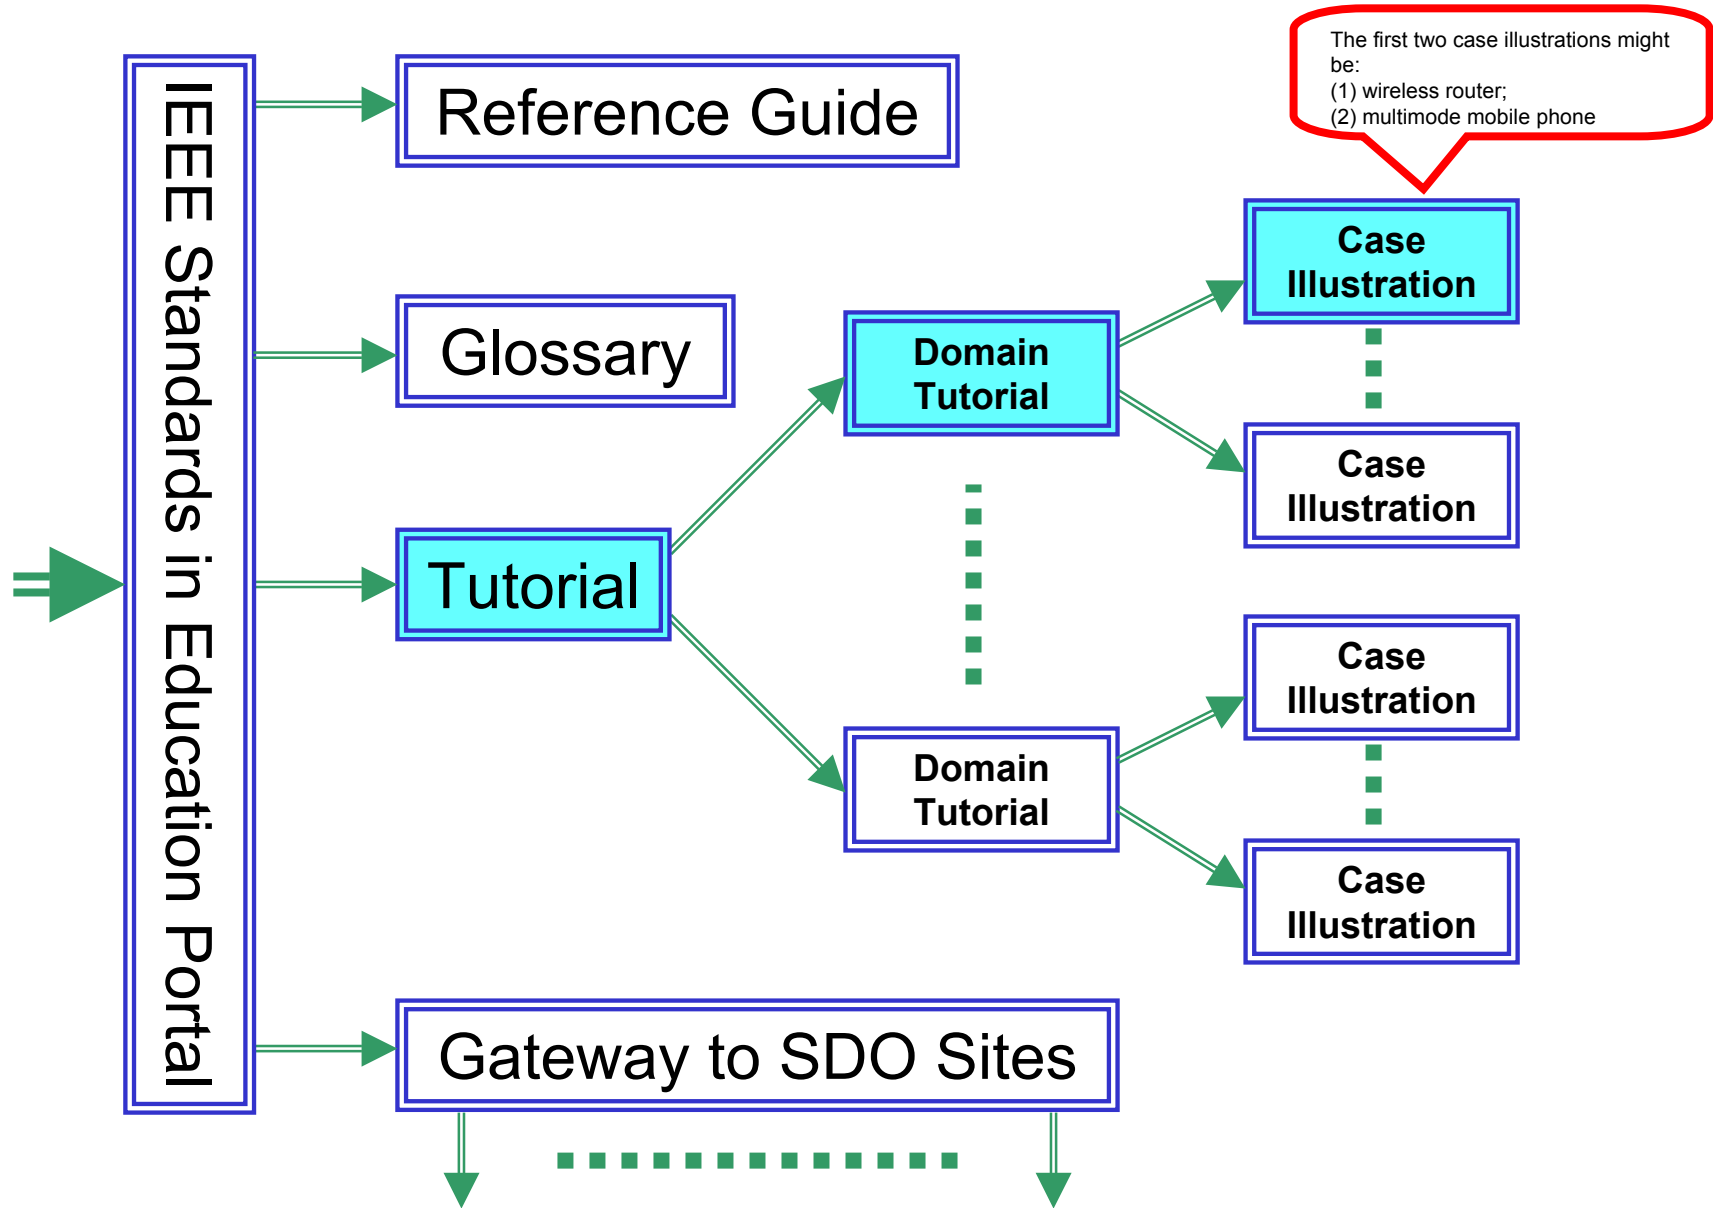 The first two case illustrations might
be:
(1) wireless router;
(2) multimode mobile phone
IEEE Standards in Education Portal
Reference Guide
Glossary
Tutorial
Domain
Tutorial
Case
Illustration
Case
Illustration
Domain
Tutorial
Case
Illustration
Case
Illustration
Gateway to SDO Sites